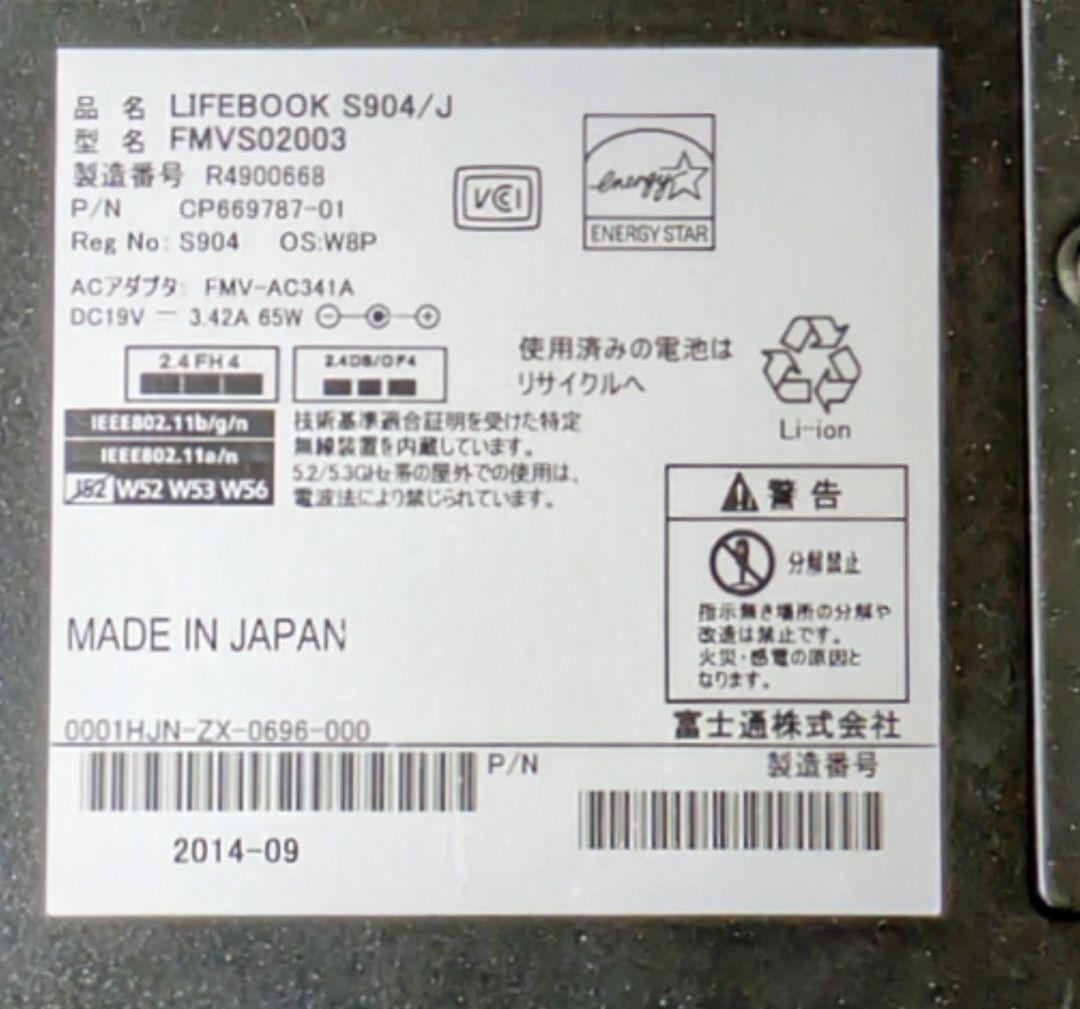 品 名 LIFEBOOK S904/J
型 名 FMVS02003
製造番号 R4900668
P/N CP669787-01
Reg No: S904 OS:W8P
VCCI
energy
ENERGY STAR
ACアダプタ: FMV-AC341A
DC19V 3.42A 65W
2.4FH4
2.4DS/OF4
使用済みの電池は
リサイクルへ
Li-ion
IEEE802.11b/g/n
IEEE802.11a/n
J52 W52 W53 W56
技術基準適合証明を受けた特定
無線装置を内蔵しています。
5.2/5.3GHz帯の屋外での使用は、
電波法により禁じられています。
警告
分解禁止
指示無き場所の分解や
改造は禁止です。
火災・感電の原因と
なります。
MADE IN JAPAN
富士通株式会社
0001HJN-ZX-0696-000
P/N
製造番号
2014-09